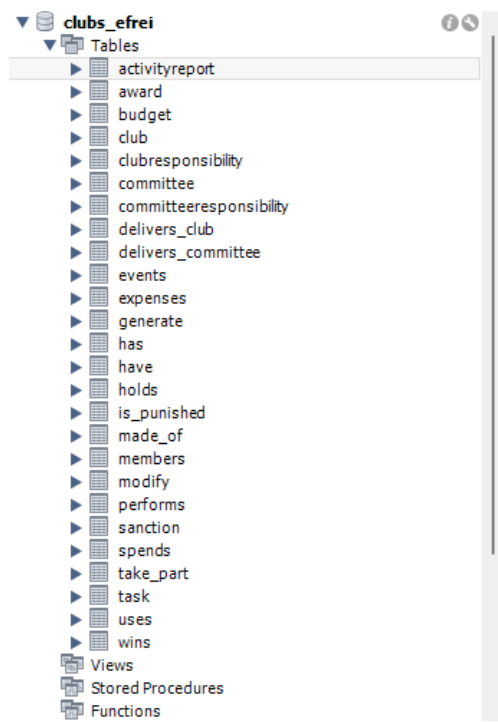 clubs_efrei
Tables
activityreport
award
budget
club
clubresponsibility
committee
committeeresponsibility
delivers_club
delivers_committee
events
expenses
generate
has
have
holds
is_punished
made_of
members
modify
performs
sanction
spends
take_part
task
uses
wins
Views
Stored Procedures
Functions